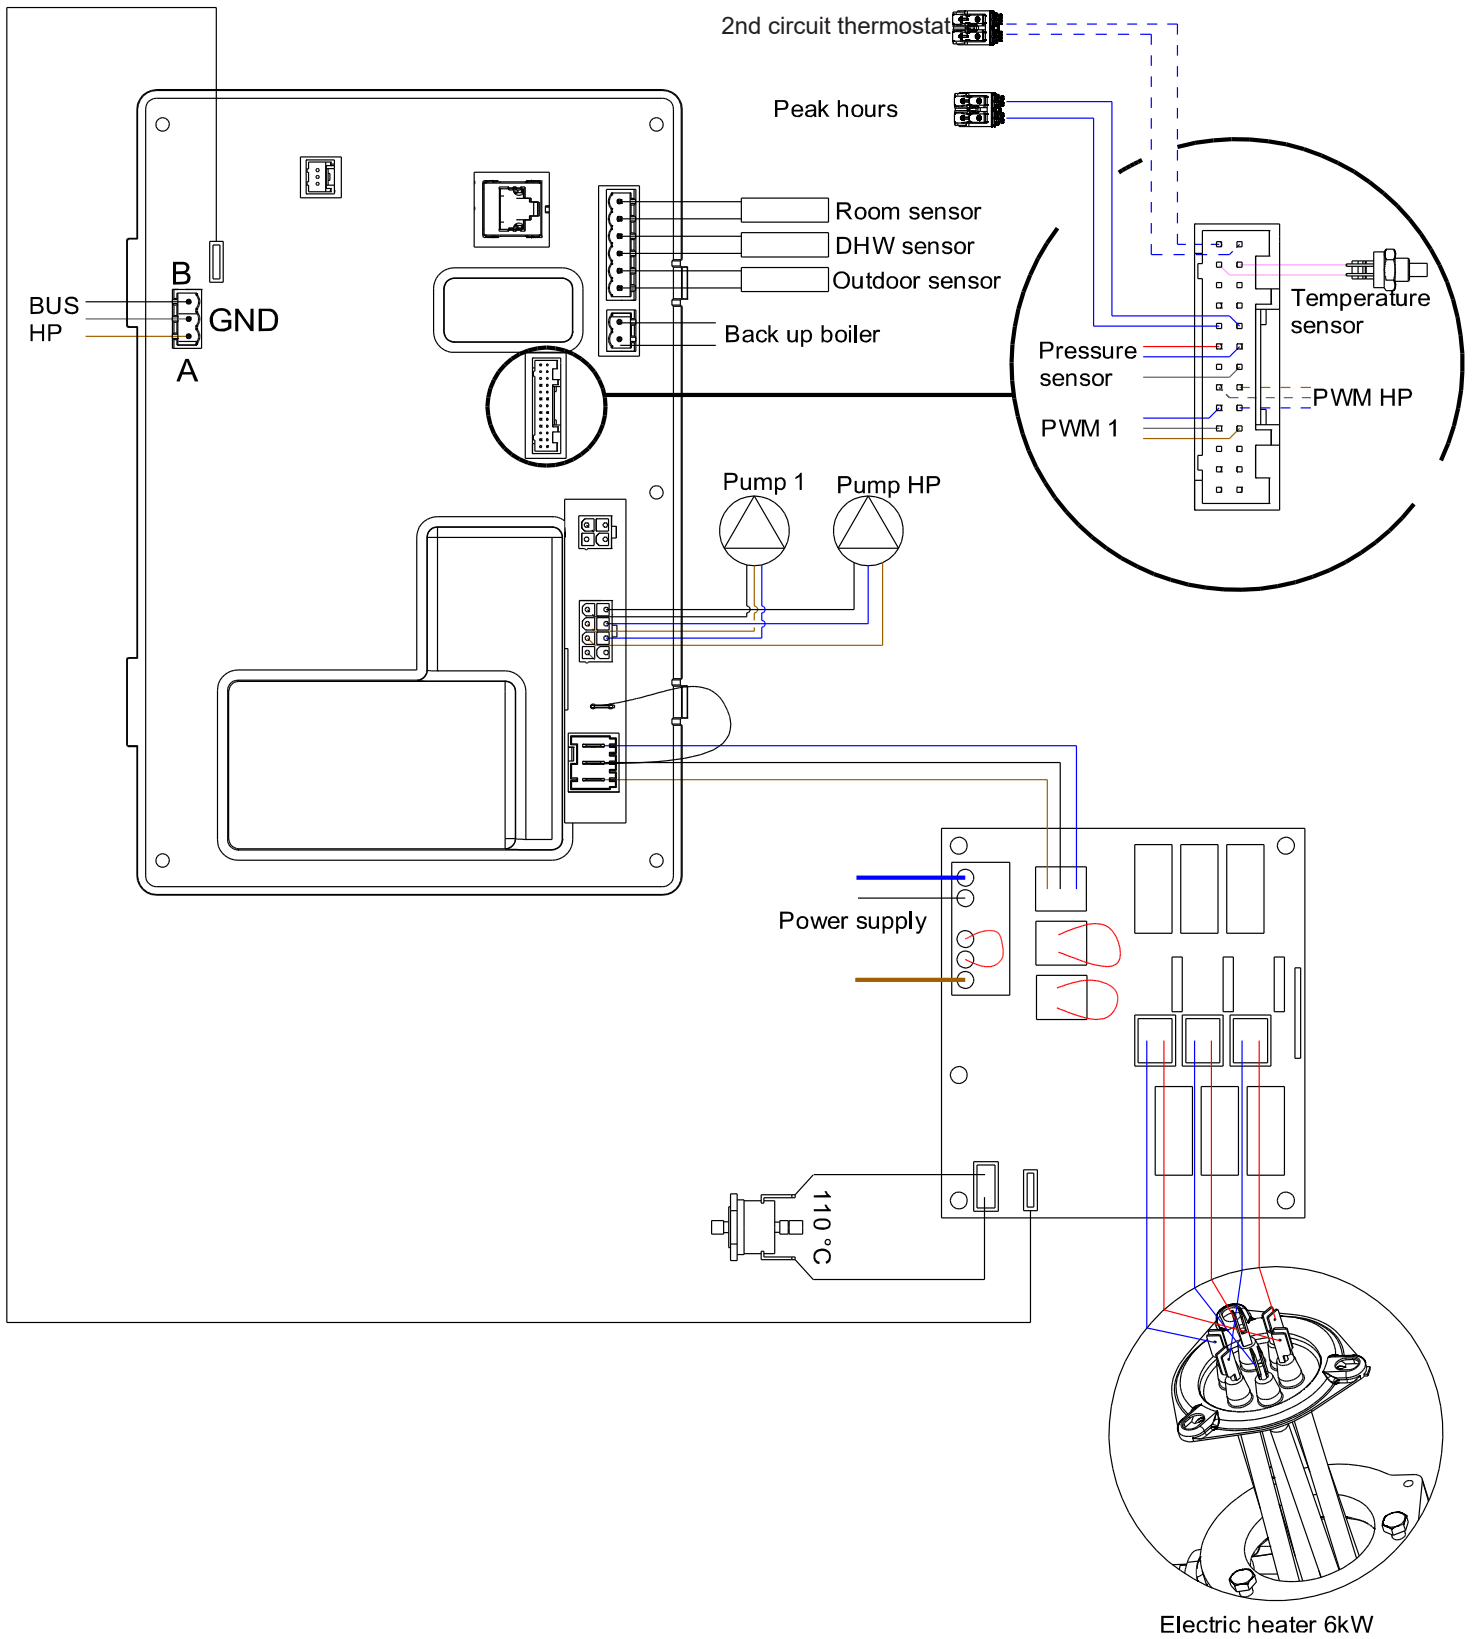 2nd circuit thermostat
Peak hours
Room sensor
DHW sensor
Outdoor sensor
Back up boiler
B
BUS
HP
GND
A
Temperature
sensor
Pressure
sensor
PWM HP
PWM 1
Pump 1
Pump HP
Power supply
110 °C
Electric heater 6kW